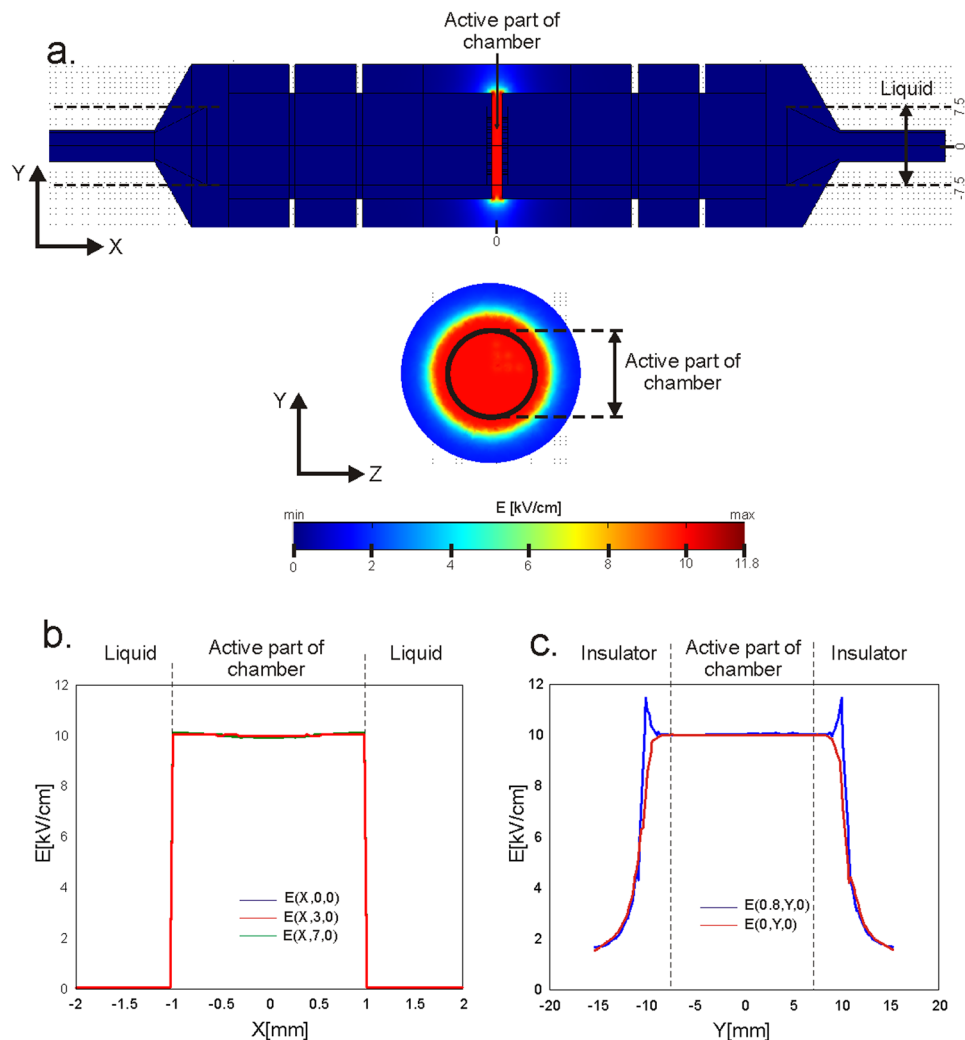 Active part of
chamber
a.
Liquid
7.5
0
-7.5
Y
X
0
Active part of
chamber
Y
Z
E [kV/cm]
min
max
0
2
4
6
8
10
11.8
b.
Liquid
Active part of
chamber
Liquid
12
10
8
6
4
2
0
E[kV/cm]
E(X,0,0)
E(X,3,0)
E(X,7,0)
-2
-1.5
-1
-0.5
0
0.5
1
1.5
2
X[mm]
c.
Insulator
Active part of
chamber
Insulator
12
10
8
6
4
2
0
E[kV/cm]
E(0.8,Y,0)
E(0,Y,0)
-20
-15
-10
-5
0
5
10
15
20
Y[mm]